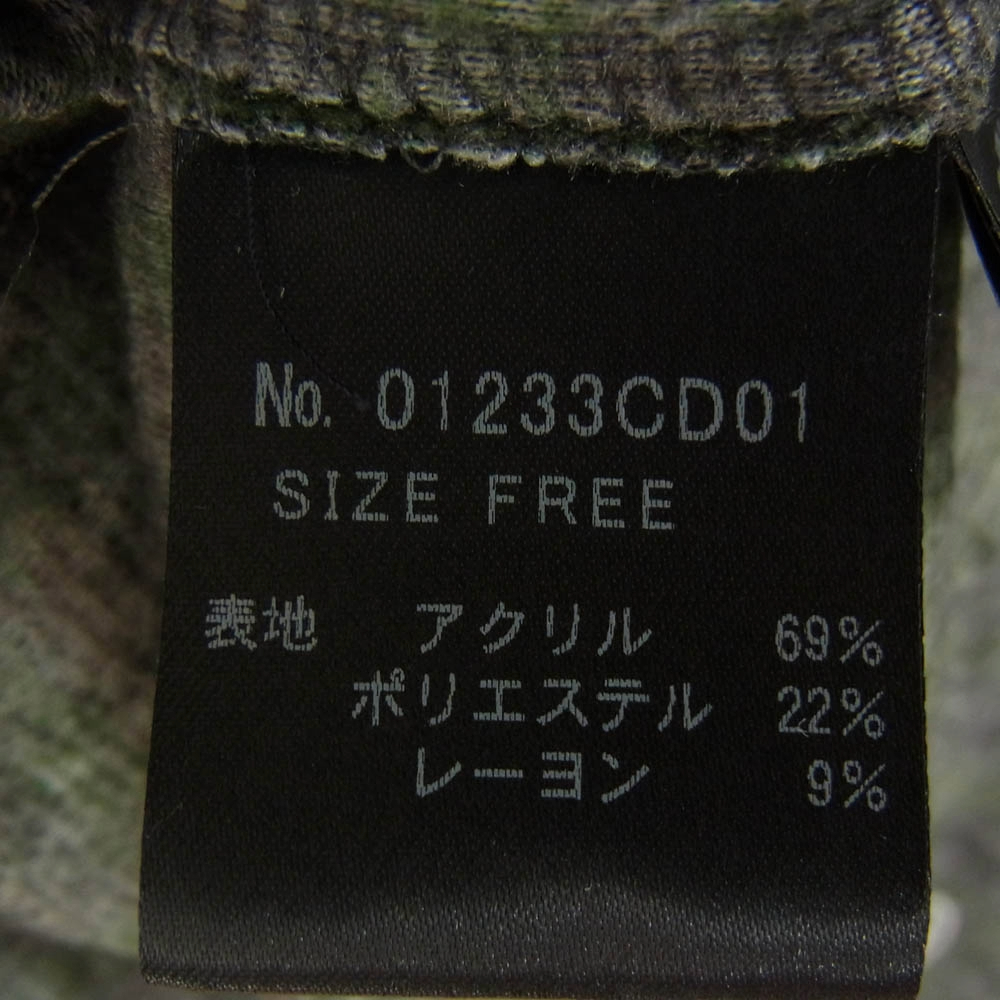 No. 01233CD01
SIZE FREE
表地 アクリル 69%
ポリエステル 22%
レーヨン 9%